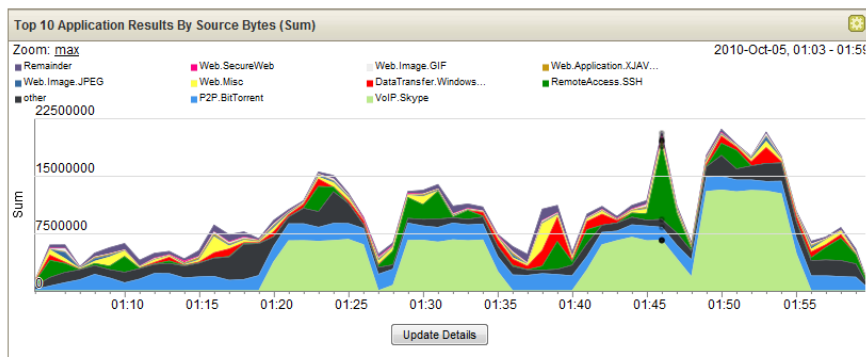 Top 10 Application Results By Source Bytes (Sum)
Zoom: max 2010-Oct-05, 01:03 - 01:59
Remainder Web.SecureWeb Web.Image.GIF Web.Application.XJAV...
Web.Image.JPEG Web.Misc DataTransfer.Windows... RemoteAccess.SSH
other P2P.BitTorrent VoIP.Skype
22500000
15000000
7500000
0
Sum
01:10 01:15 01:20 01:25 01:30 01:35 01:40 01:45 01:50 01:55
Update Details